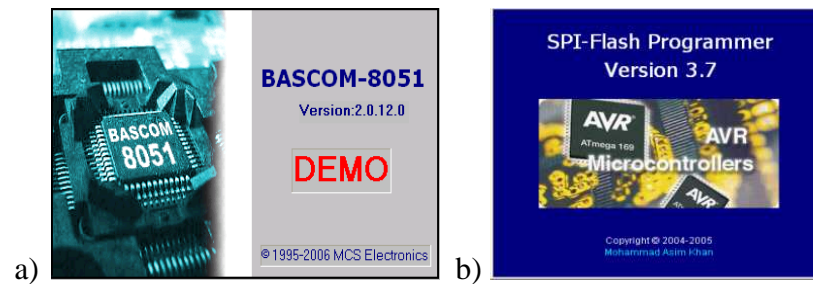 a)
BASCOM
8051
BASCOM-8051
Version:2.0.12.0
DEMO
© 1995-2006 MCS Electronics
b)
SPI-Flash Programmer
Version 3.7
AVR®
ATmega 169
AVR
Microcontrollers
Copyright © 2004-2005
Mohammad Asim Khan